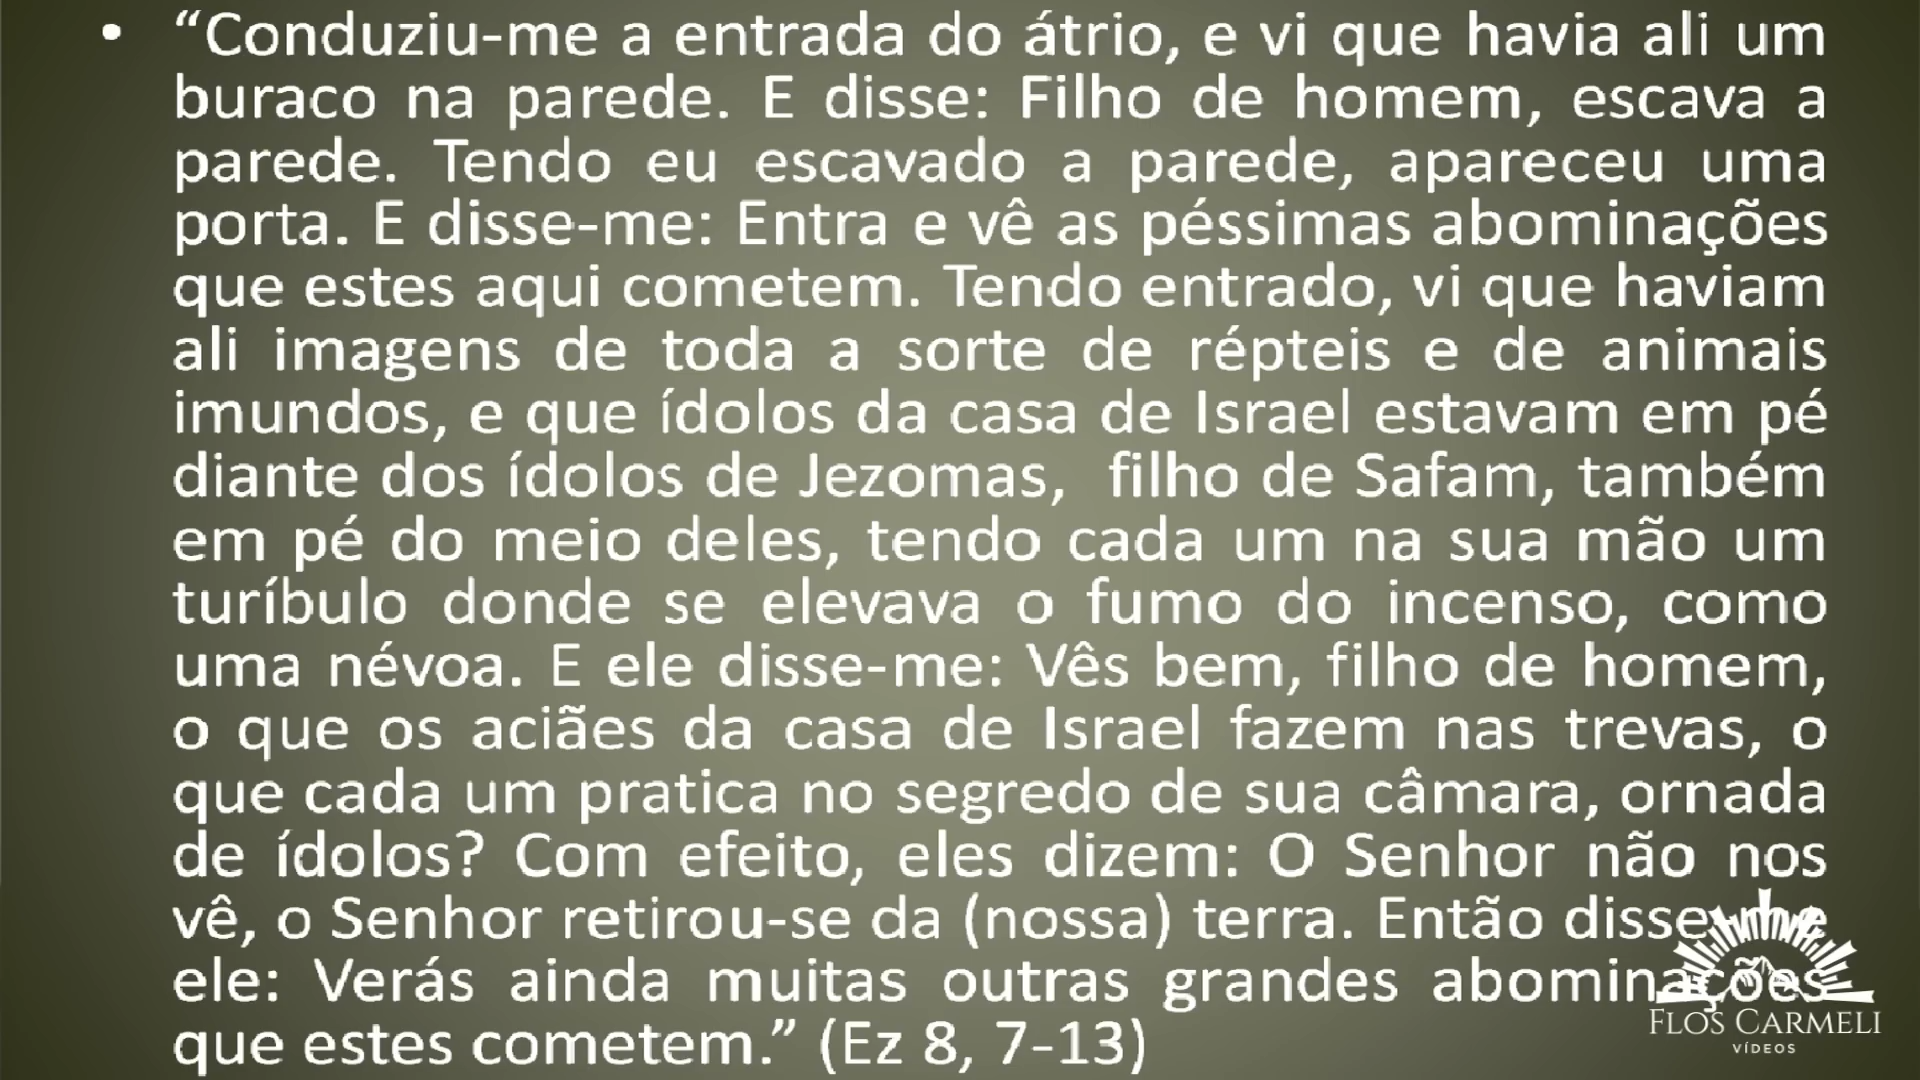 • “Conduziu-me a entrada do átrio, e vi que havia ali um
buraco na parede. E disse: Filho de homem, escava a
parede. Tendo eu escavado a parede, apareceu uma
porta. E disse-me: Entra e vê as péssimas abominações
que estes aqui cometem. Tendo entrado, vi que haviam
ali imagens de toda a sorte de répteis e de animais
imundos, e que ídolos da casa de Israel estavam em pé
diante dos ídolos de Jezomas, filho de Safam, também
em pé do meio deles, tendo cada um na sua mão um
turíbulo donde se elevava o fumo do incenso, como
uma névoa. E ele disse-me: Vês bem, filho de homem,
o que os aciães da casa de Israel fazem nas trevas, o
que cada um pratica no segredo de sua câmara, ornada
de ídolos? Com efeito, eles dizem: O Senhor não nos
vê, o Senhor retirou-se da (nossa) terra. Então disse-me
ele: Verás ainda muitas outras grandes abominações
que estes cometem.” (Ez 8, 7-13)
FLOS CARMELI
VÍDEOS